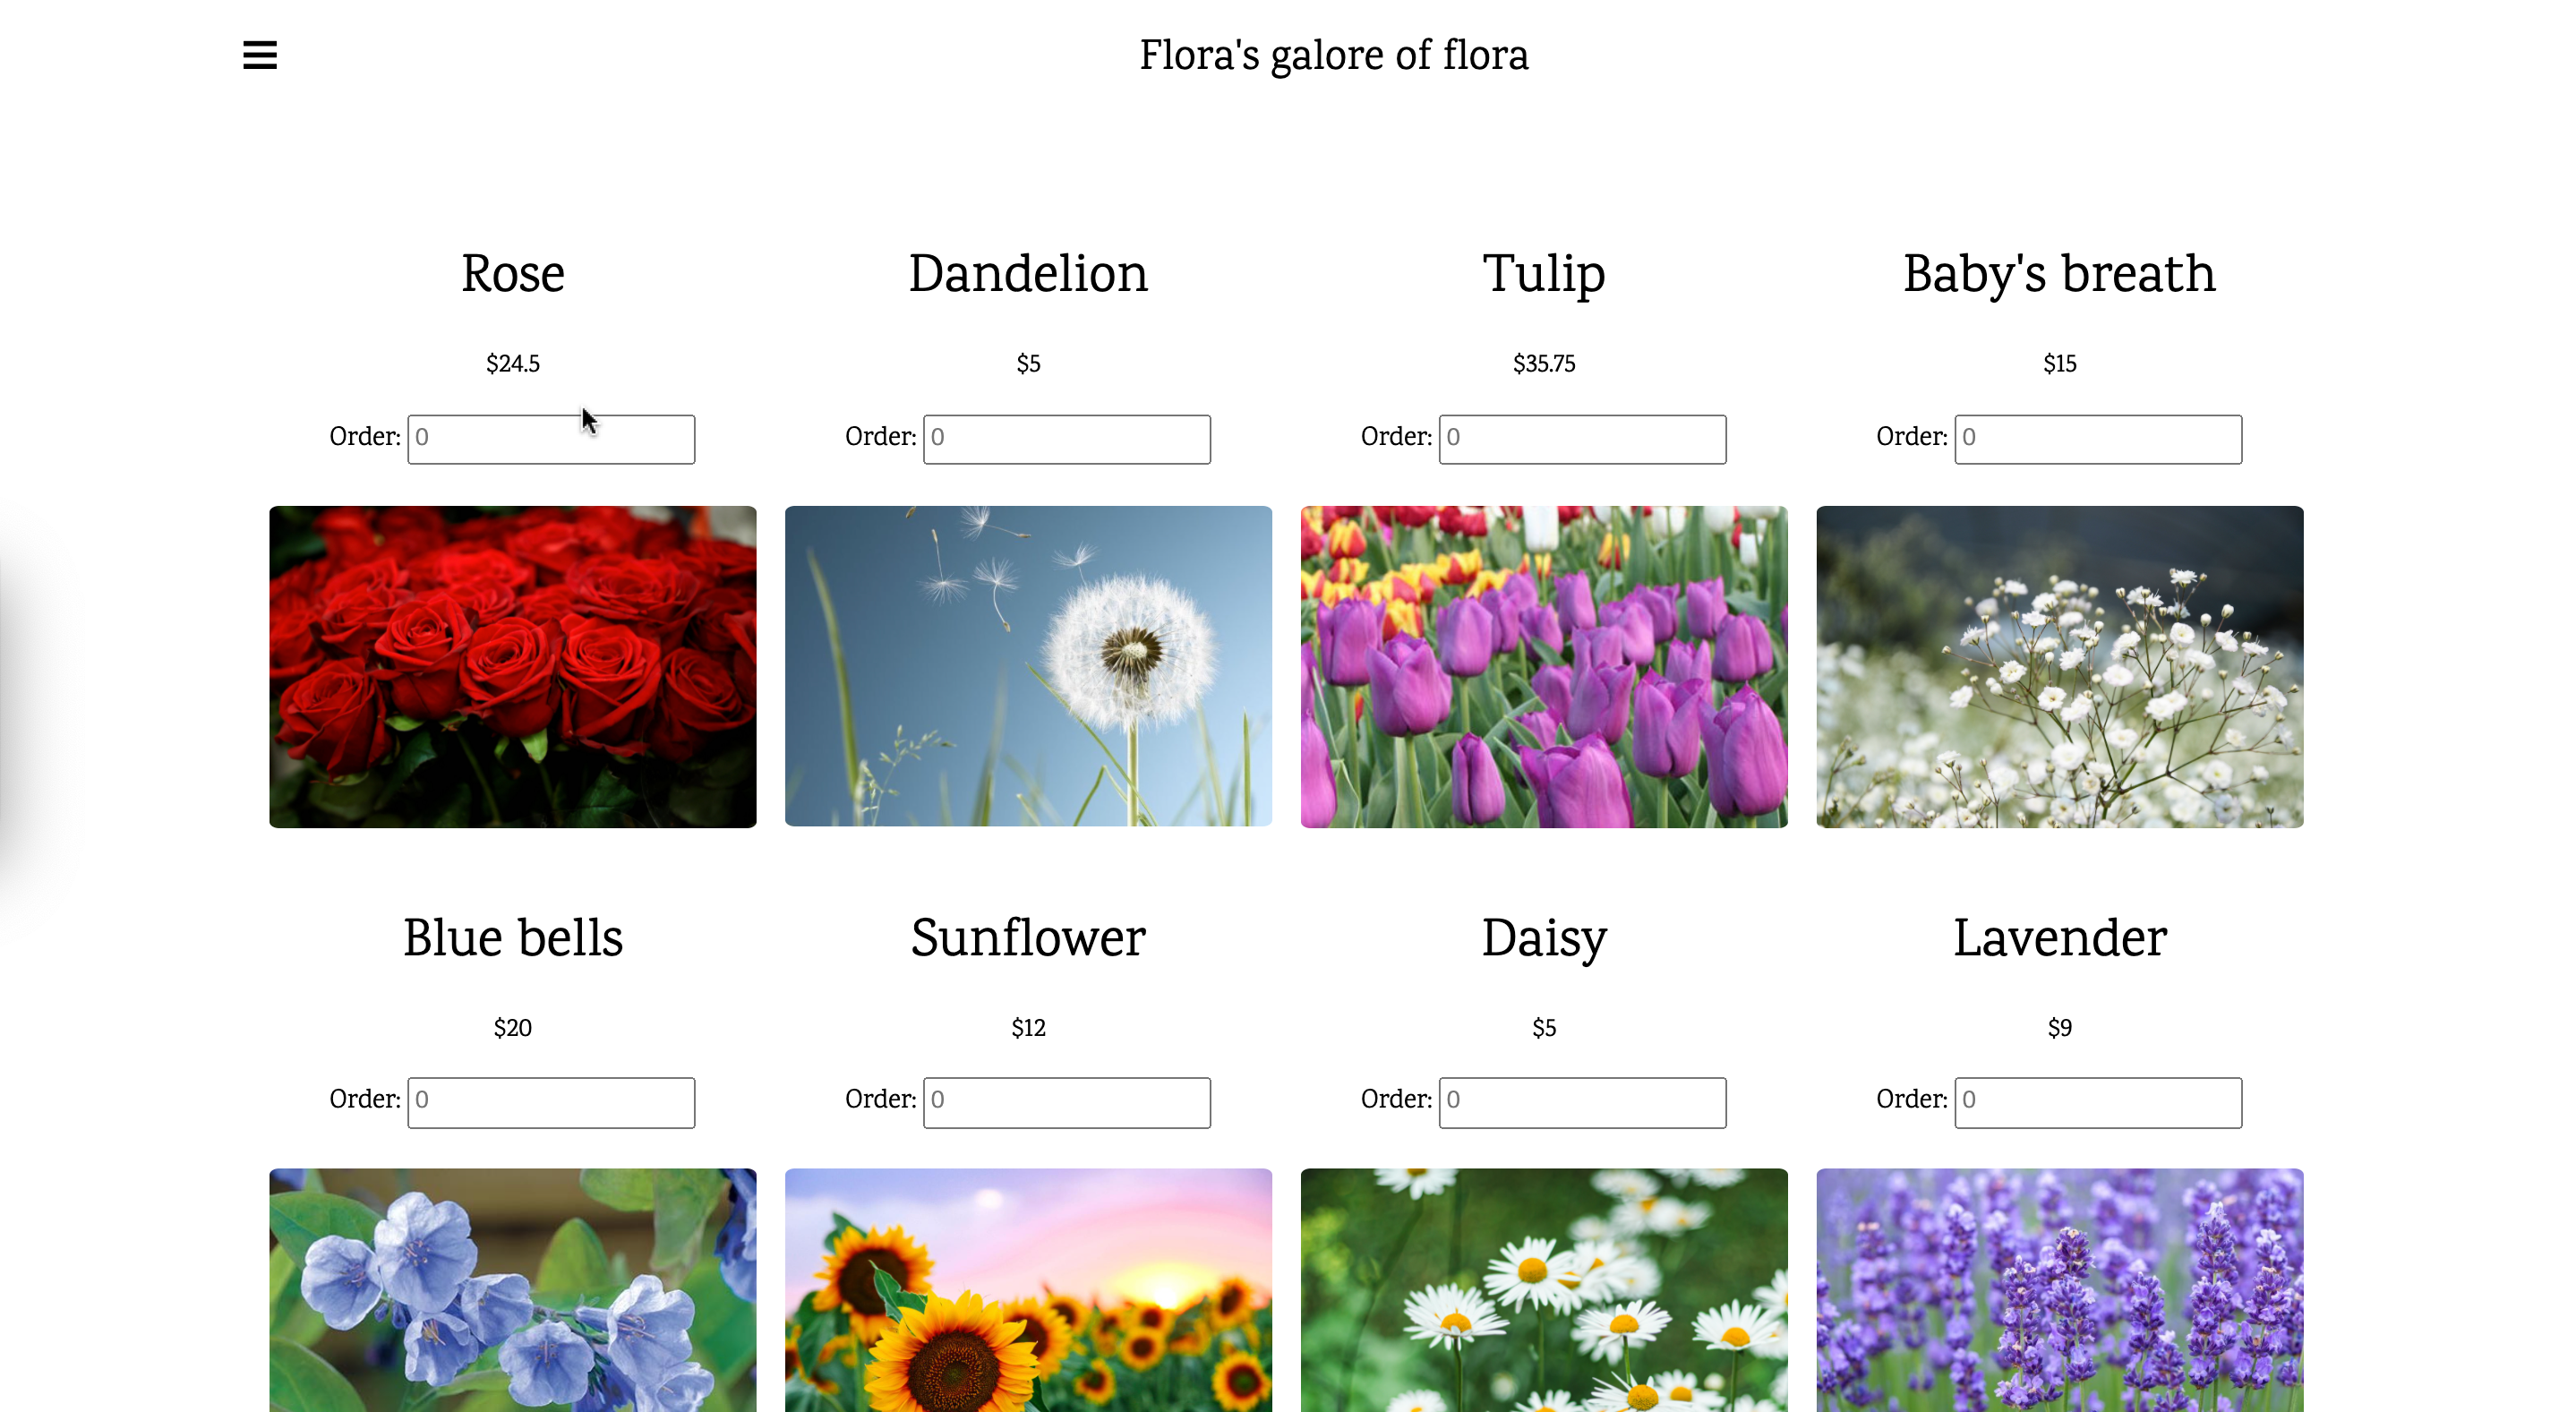 Flora's galore of flora
Rose
Dandelion
Tulip
Baby's breath
$24.5
$5
$35.75
$15
Order: 0
Order: 0
Order: 0
Order: 0
Blue bells
Sunflower
Daisy
Lavender
$20
$12
$5
$9
Order: 0
Order: 0
Order: 0
Order: 0